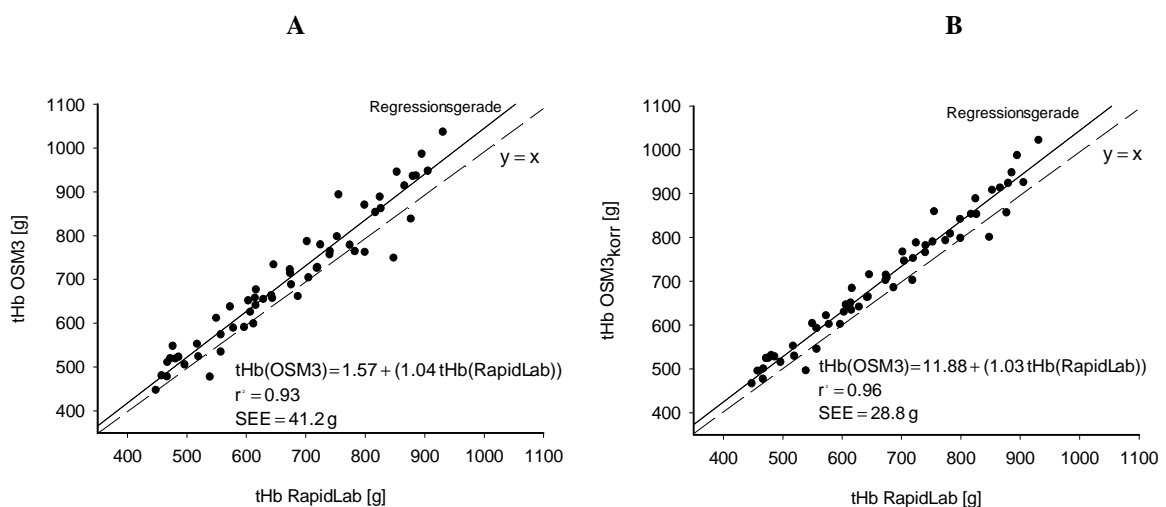 A
1100
1000
900
800
700
600
500
400
tHb OSM3 [g]
Regressionsgerade
y = x
tHb(OSM3) = 1.57 + (1.04 tHb(RapidLab))
r² = 0.93
SEE = 41.2 g
400 500 600 700 800 900 1000 1100
tHb RapidLab [g]
B
1100
1000
900
800
700
600
500
400
tHb OSM3korr [g]
Regressionsgerade
y = x
tHb(OSM3) = 11.88 + (1.03 tHb(RapidLab))
r² = 0.96
SEE = 28.8 g
400 500 600 700 800 900 1000 1100
tHb RapidLab [g]